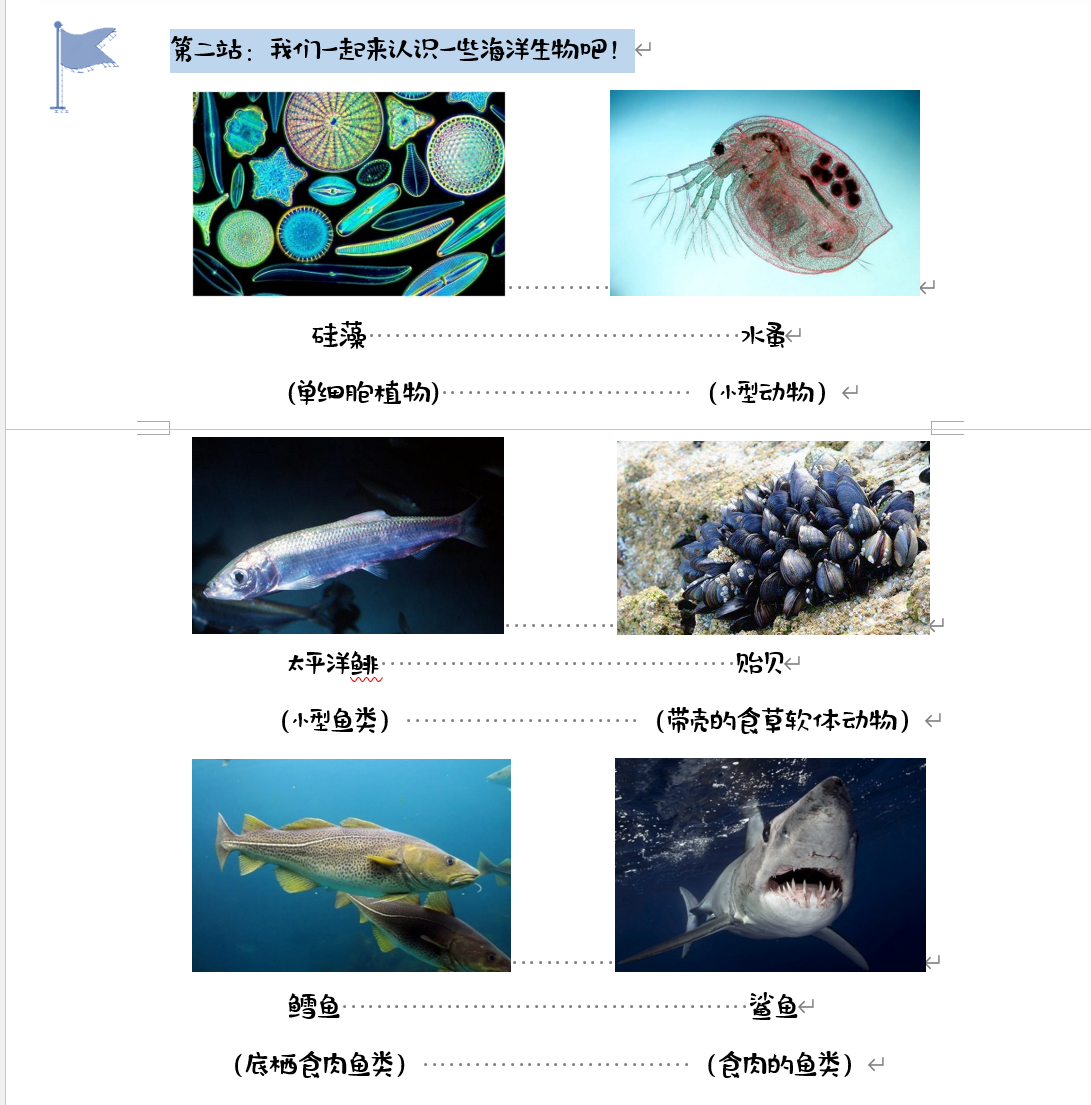 第二站：我们一起来认识一些海洋生物吧！
硅藻 水蚤
(单细胞植物) （小型动物）
太平洋鲱 贻贝
（小型鱼类） （带壳的食草软体动物）
鳕鱼 鲨鱼
（底栖食肉鱼类） （食肉的鱼类）